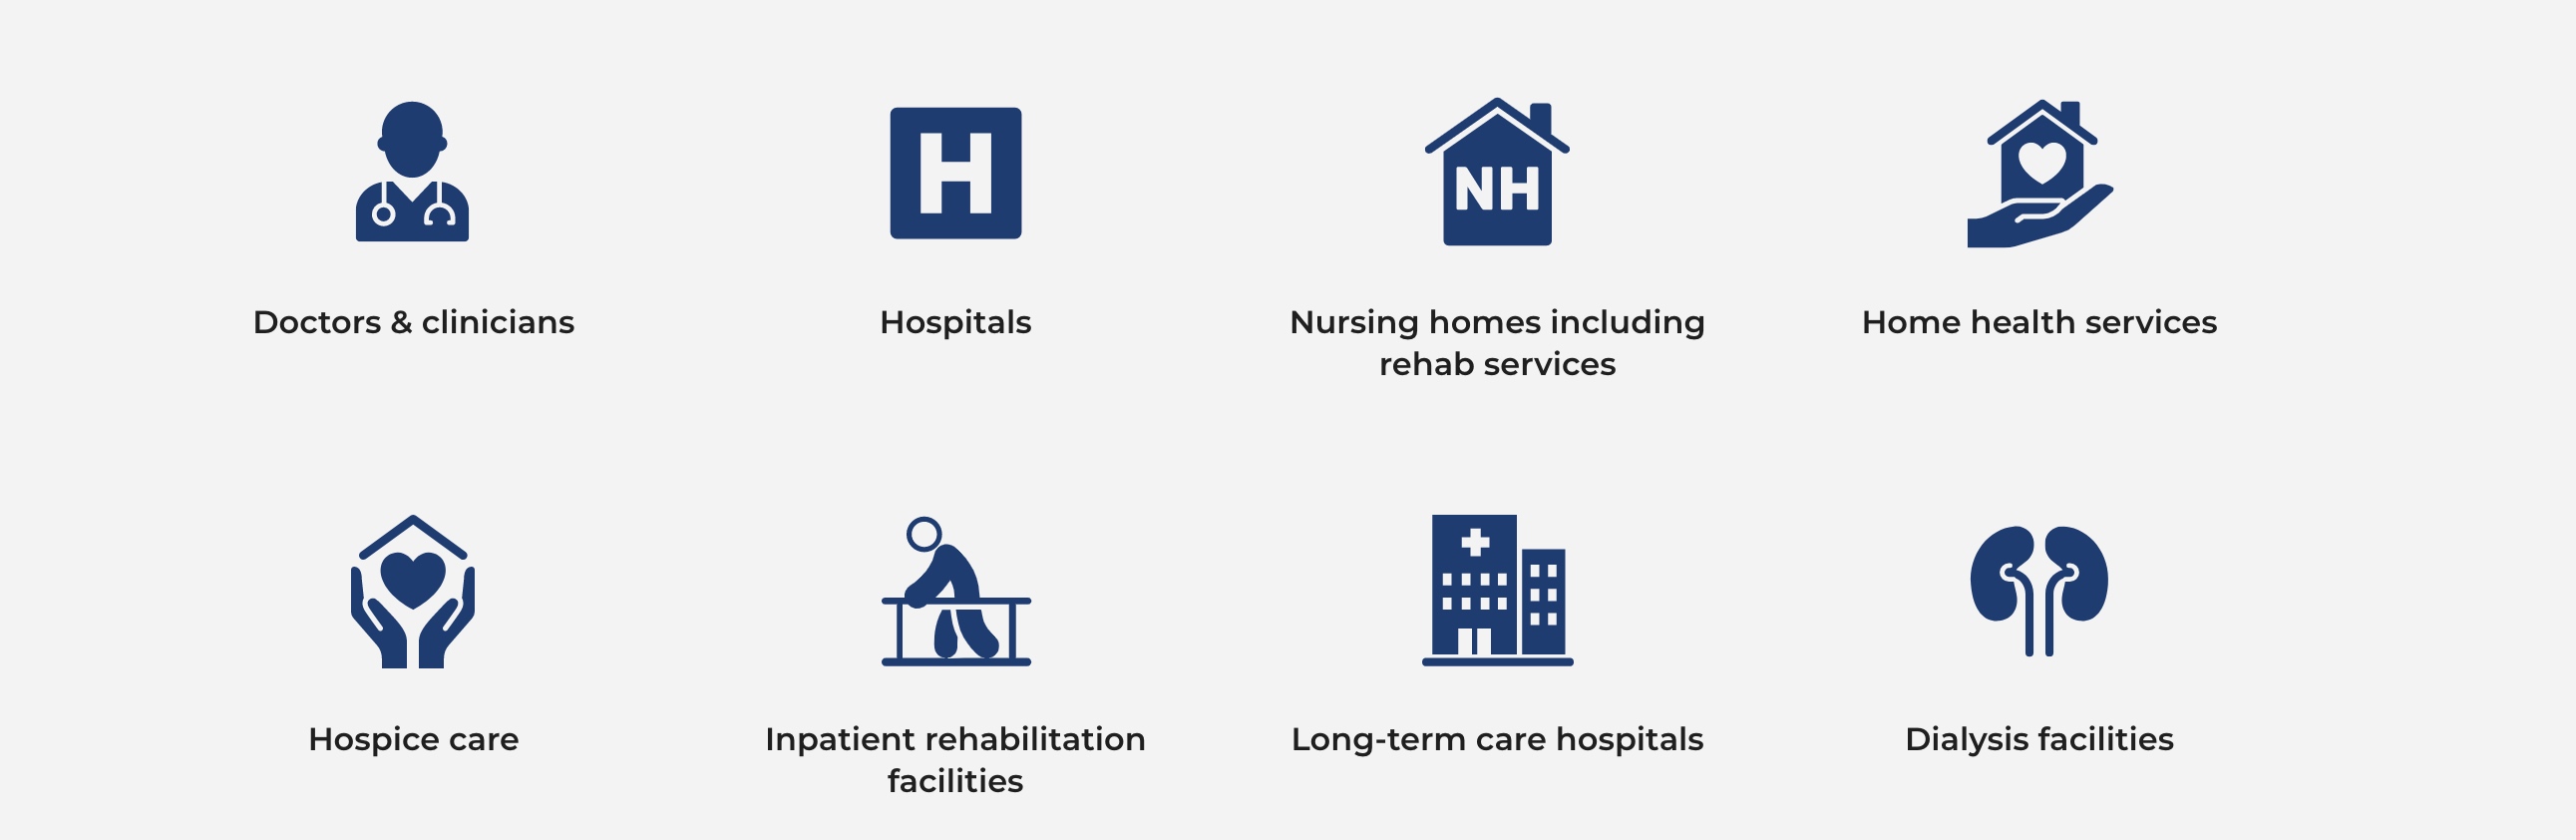 H
NH
Doctors & clinicians
Hospitals
Nursing homes including
rehab services
Home health services
Hospice care
Inpatient rehabilitation
facilities
Long-term care hospitals
Dialysis facilities